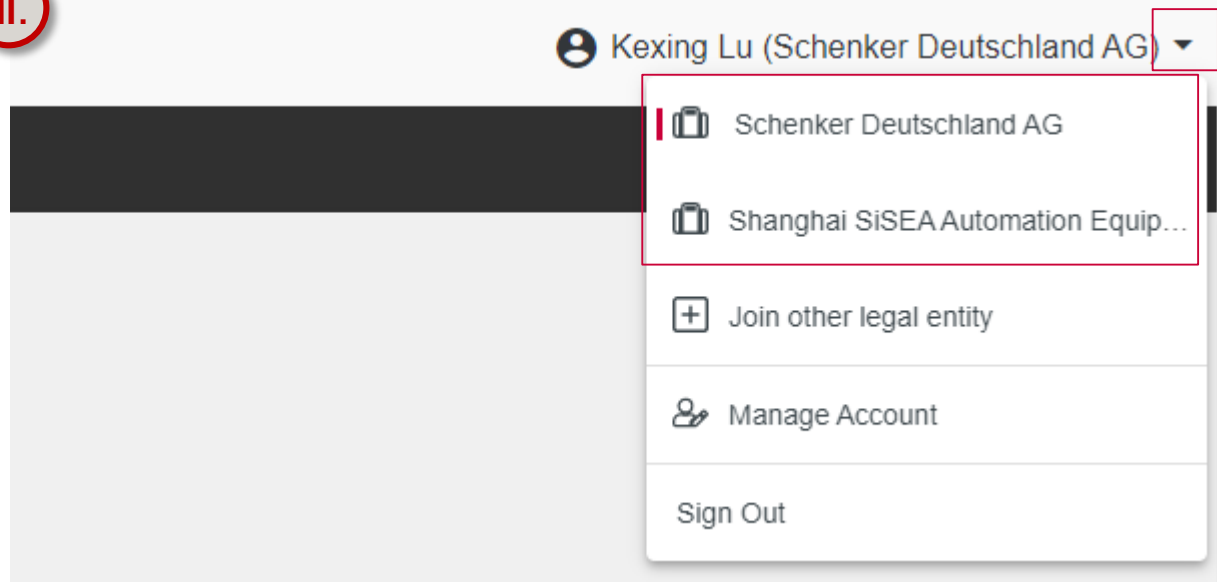 Kexing Lu (Schenker Deutschland AG)
Schenker Deutschland AG
Shanghai SiSEA Automation Equip...
Join other legal entity
Manage Account
Sign Out